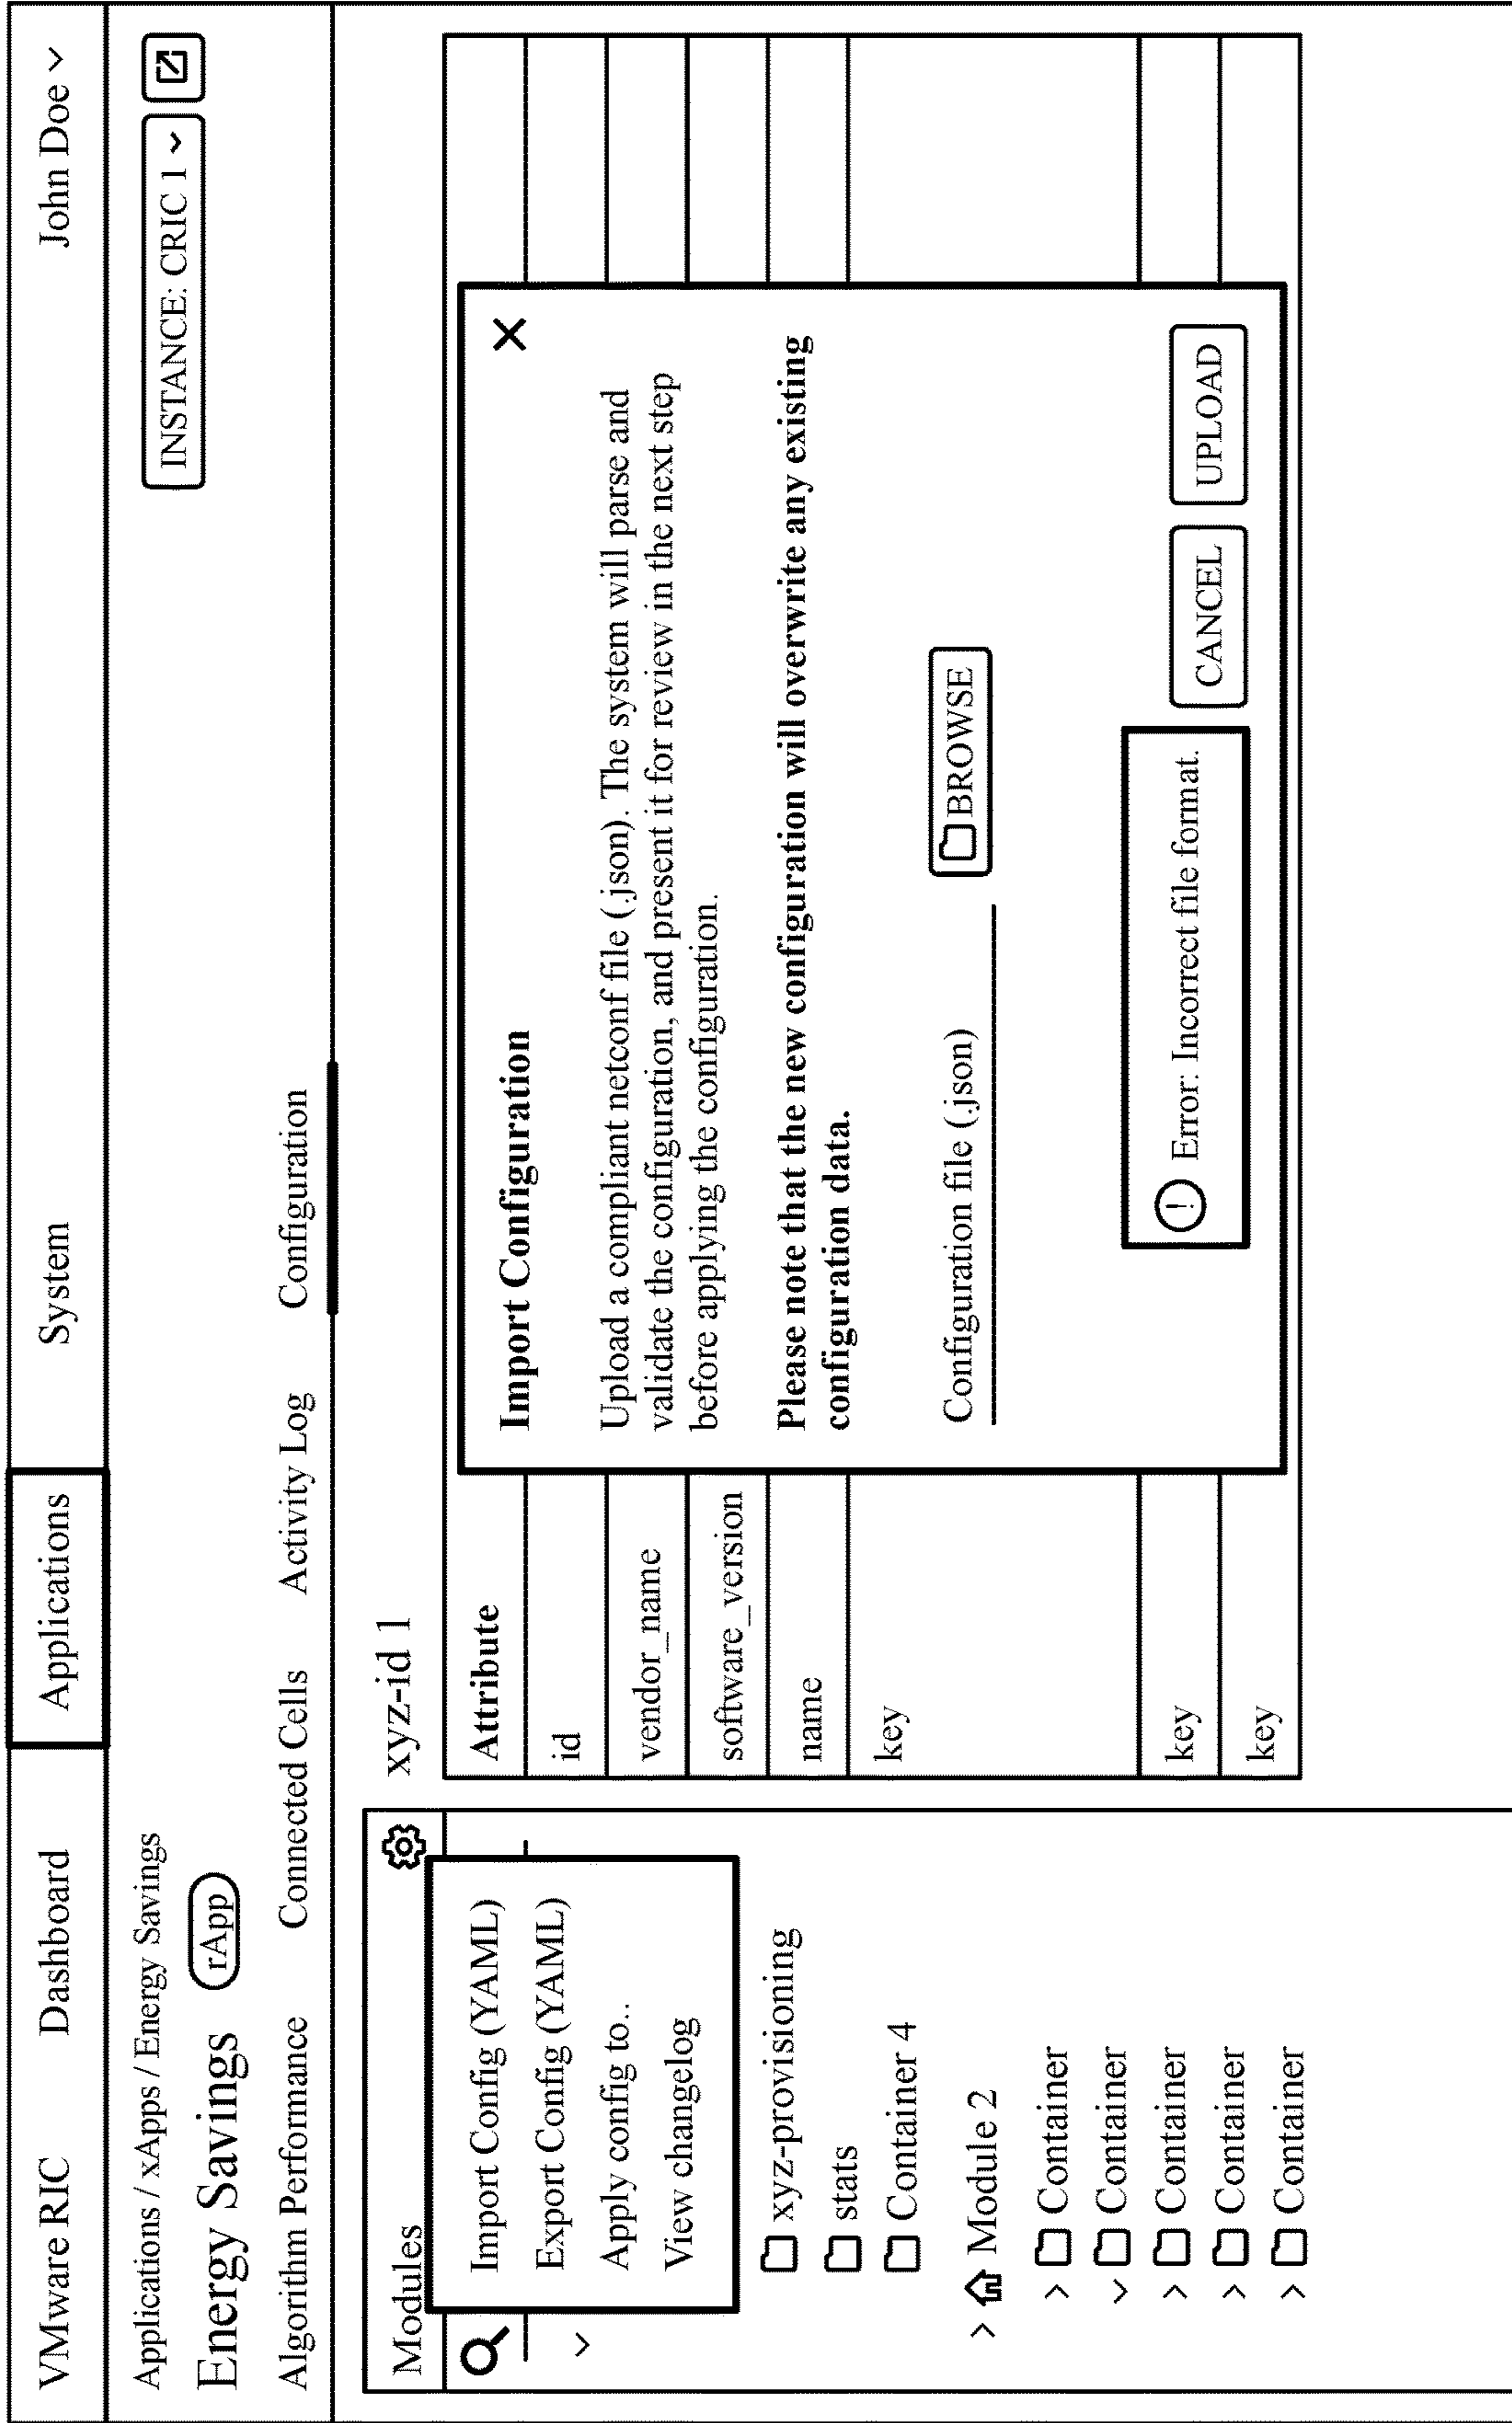 VMware RIC Dashboard Applications System John Doe
Applications / xApps / Energy Savings
Energy Savings rApp INSTANCE: CRIC 1
Algorithm Performance Connected Cells Activity Log Configuration
Modules
Import Config (YAML)
Export Config (YAML)
Apply config to..
View changelog
xyz-provisioning
stats
Container 4
Module 2
Container
Container
Container
Container
Container
xyz-id 1
Attribute
id
vendor_name
software_version
name
key
key
key
Import Configuration
Upload a compliant netconf file (.json). The system will parse and
validate the configuration, and present it for review in the next step
before applying the configuration.
Please note that the new configuration will overwrite any existing
configuration data.
Configuration file (.json) BROWSE
Error: Incorrect file format. CANCEL UPLOAD